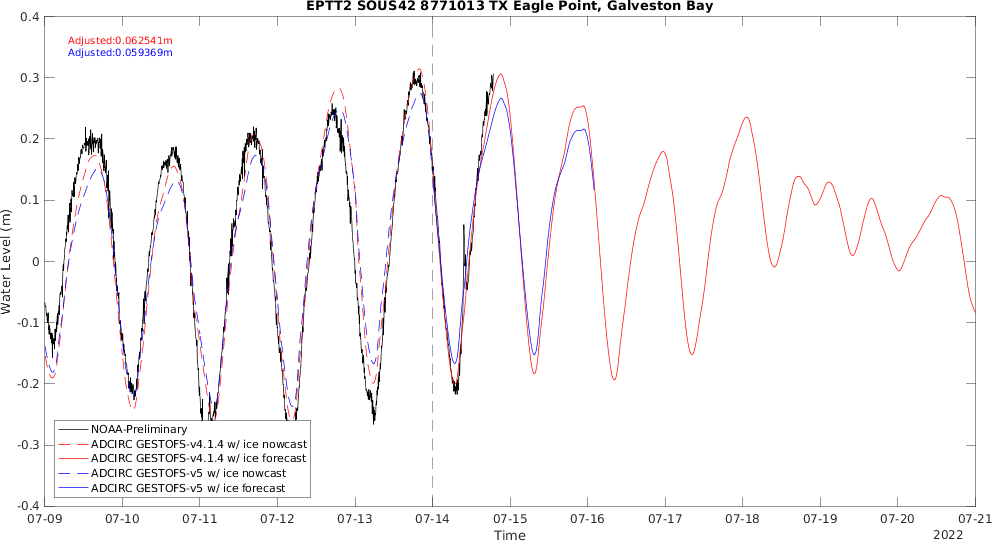 EPTT2 SOUS42 8771013 TX Eagle Point, Galveston Bay
0.4
Adjusted:0.062541m
Adjusted:0.059369m
0.3
0.2
0.1
0
-0.1
-0.2
-0.3
-0.4
Water Level (m)
NOAA-Preliminary
ADCIRC GESTOFS-v4.1.4 w/ ice nowcast
ADCIRC GESTOFS-v4.1.4 w/ ice forecast
ADCIRC GESTOFS-v5 w/ ice nowcast
ADCIRC GESTOFS-v5 w/ ice forecast
07-09 07-10 07-11 07-12 07-13 07-14 07-15 07-16 07-17 07-18 07-19 07-20 07-21
Time
2022